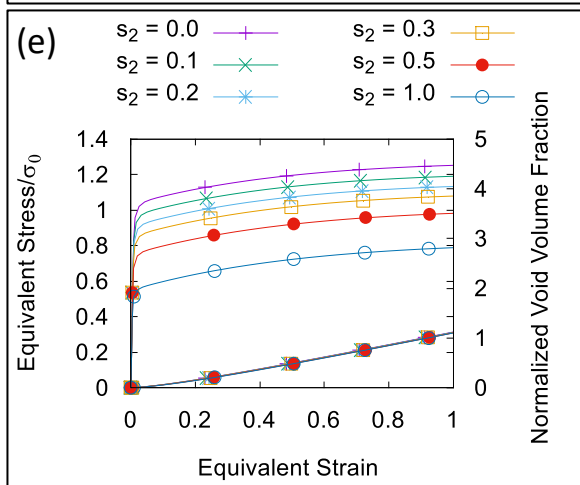 (e)
s₂ = 0.0
s₂ = 0.3
s₂ = 0.1
s₂ = 0.5
s₂ = 0.2
s₂ = 1.0
1.4
1.2
1
0.8
0.6
0.4
0.2
0
5
4
3
2
1
0
0
0.2
0.4
0.6
0.8
1
Equivalent Stress/σ₀
Normalized Void Volume Fraction
Equivalent Strain